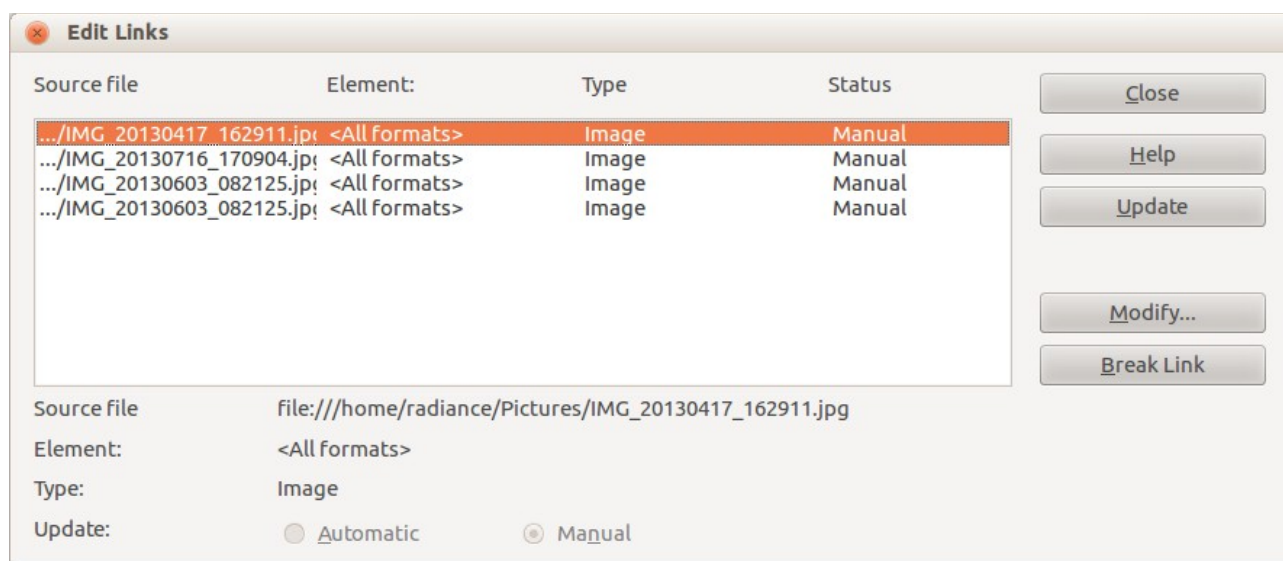 Edit Links
Source file Element: Type Status
Close
.../IMG_20130417_162911.jp <All formats> Image Manual
.../IMG_20130716_170904.jpg <All formats> Image Manual
Help
.../IMG_20130603_082125.jp <All formats> Image Manual
.../IMG_20130603_082125.jp <All formats> Image Manual
Update
Modify...
Break Link
Source file file:///home/radiance/Pictures/IMG_20130417_162911.jpg
Element: <All formats>
Type: Image
Update: Automatic Manual